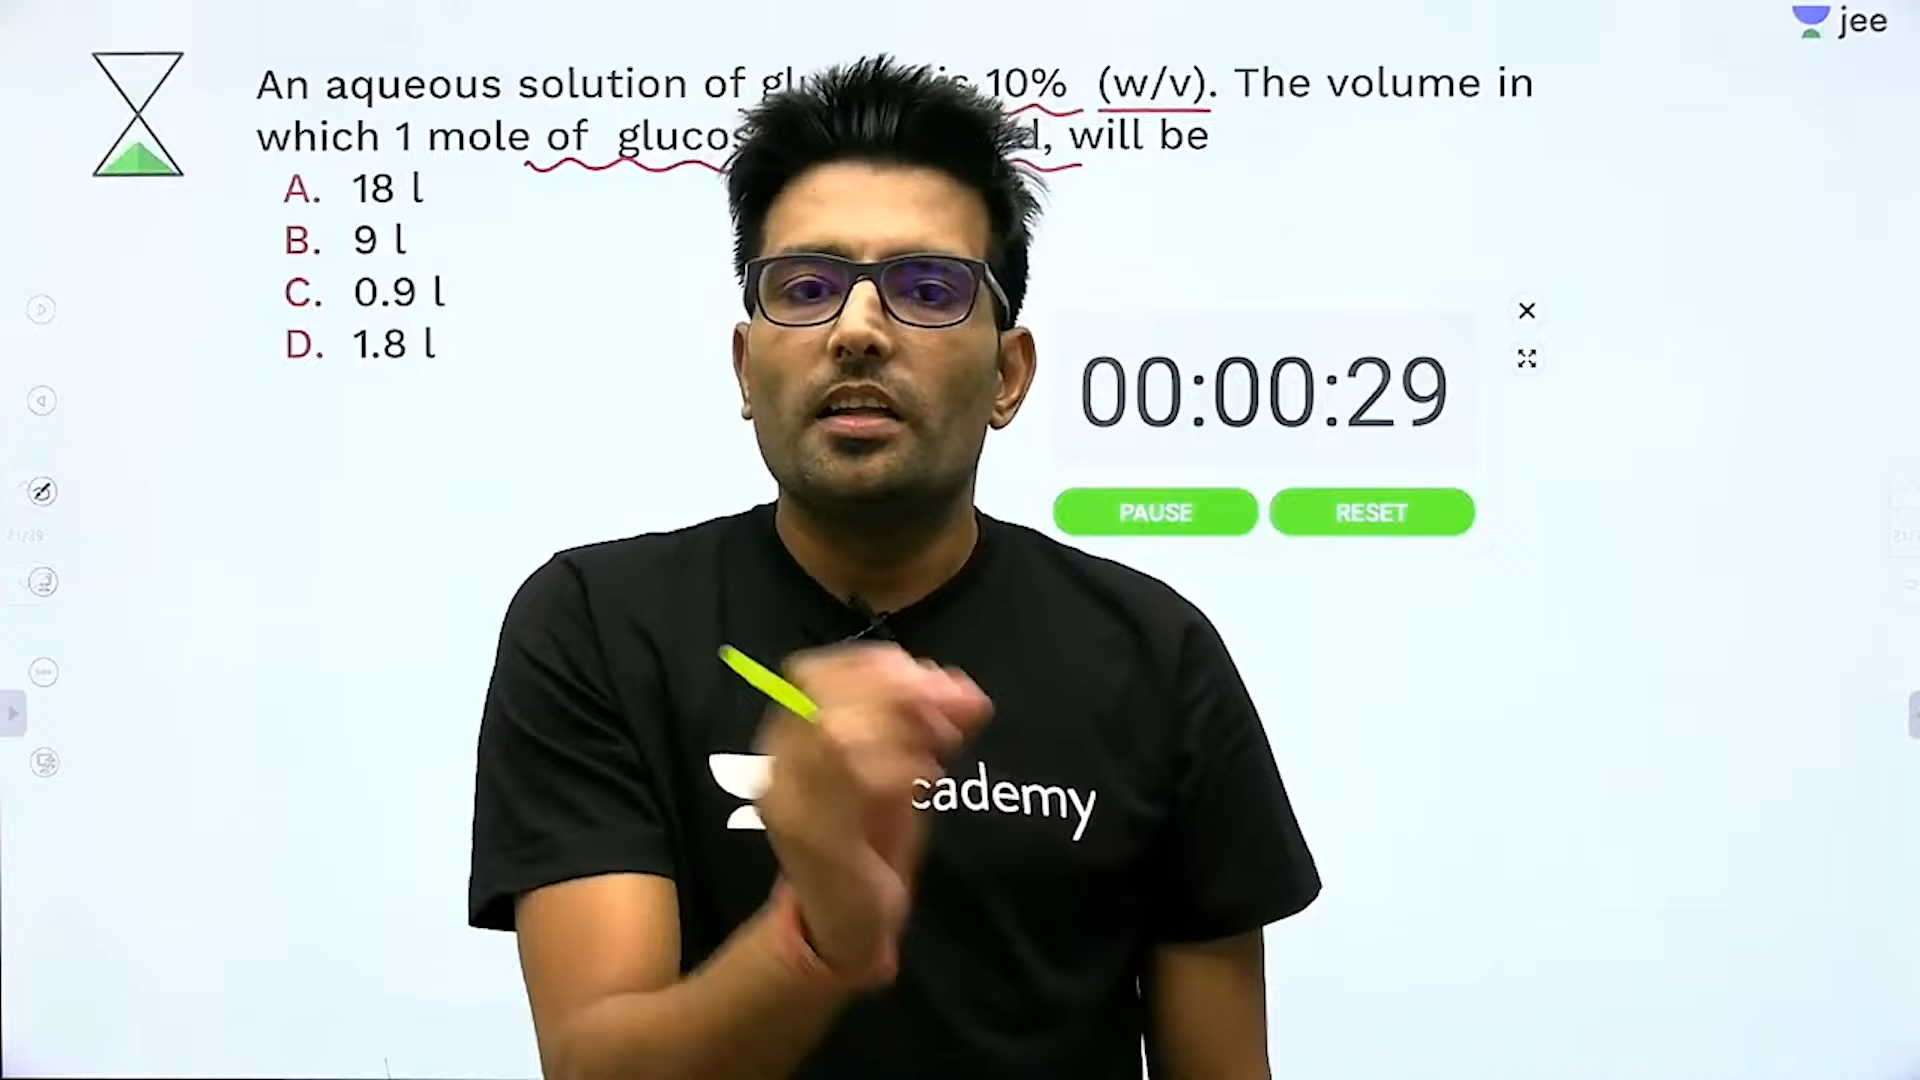 jee
An aqueous solution of 10% (w/v). The volume in
which 1 mole of will be
A. 18 l
B. 9 l
C. 0.9 l
D. 1.8 l
00:00:29
PAUSE RESET
cademy